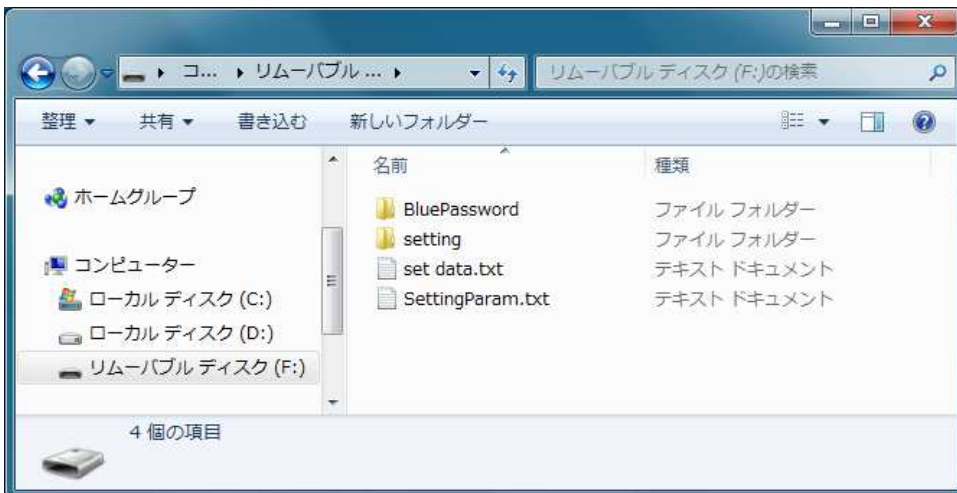 コ... リムーバブル ... リムーバブル ディスク (F:)の検索
整理 共有 書き込む 新しいフォルダー
名前 種類
ホームグループ
コンピューター
ローカル ディスク (C:)
ローカル ディスク (D:)
リムーバブル ディスク (F:)
BluePassword ファイル フォルダー
setting ファイル フォルダー
set data.txt テキスト ドキュメント
SettingParam.txt テキスト ドキュメント
4 個の項目